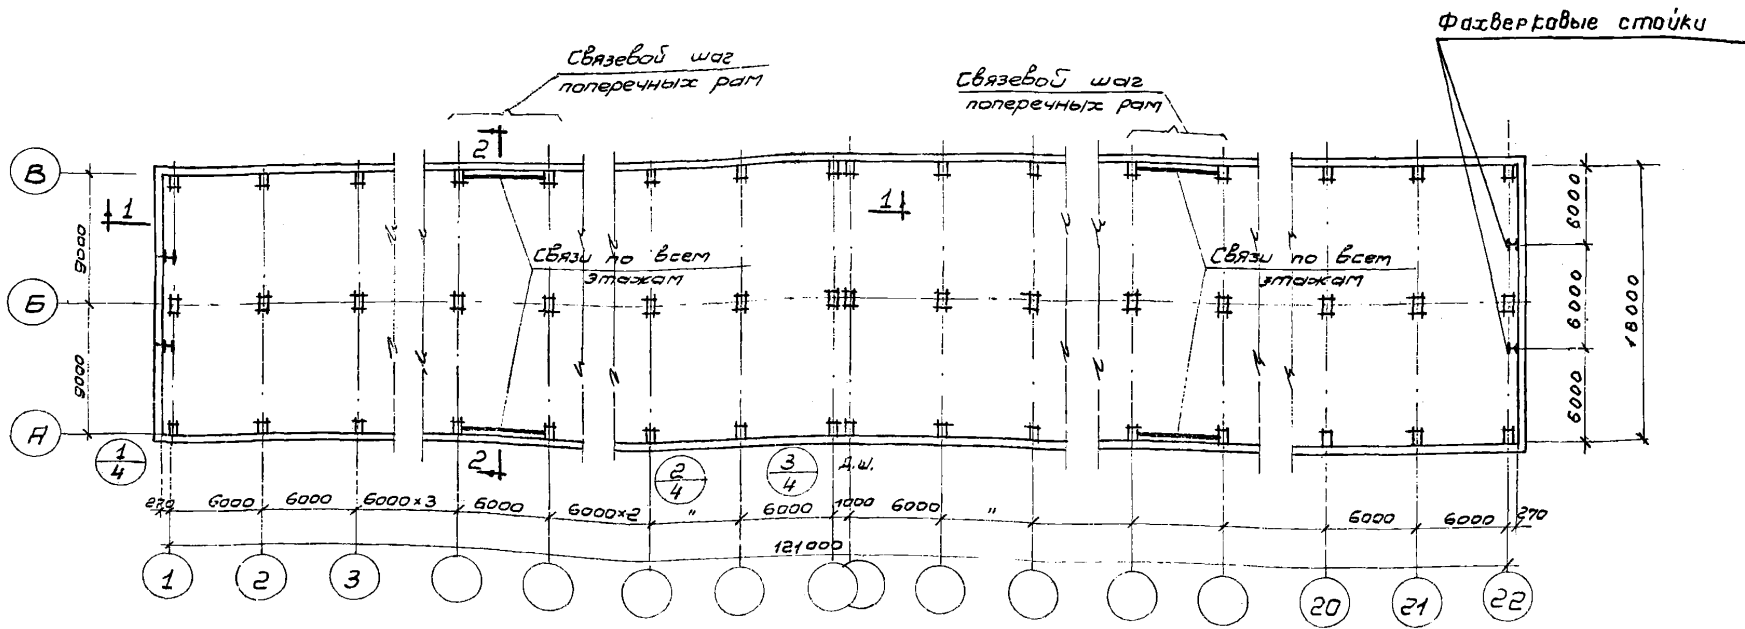 Фахверковые стойки
Связевой шаг
поперечных рам
Связевой шаг
поперечных рам
2
В
1
1
9000
6000
Связи по всем
этажам
Связи по всем
этажам
Б
6000
18000
9000
6000
А
1/4
2
2/4
3/4
Д.ш.
270
6000
6000
6000×3
6000
6000×2
"
6000
1000
6000
"
6000
6000
270
121000
1
2
3
20
21
22